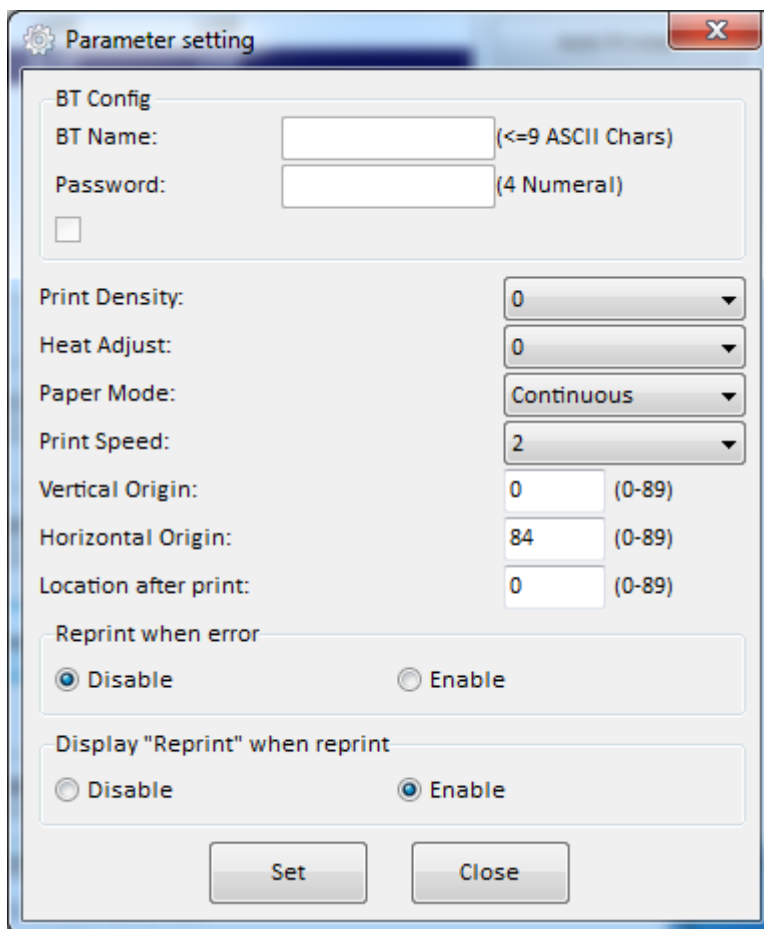 Parameter setting
BT Config
BT Name: (<=9 ASCII Chars)
Password: (4 Numeral)
Print Density: 0
Heat Adjust: 0
Paper Mode: Continuous
Print Speed: 2
Vertical Origin: 0 (0-89)
Horizontal Origin: 84 (0-89)
Location after print: 0 (0-89)
Reprint when error
Disable Enable
Display "Reprint" when reprint
Disable Enable
Set Close